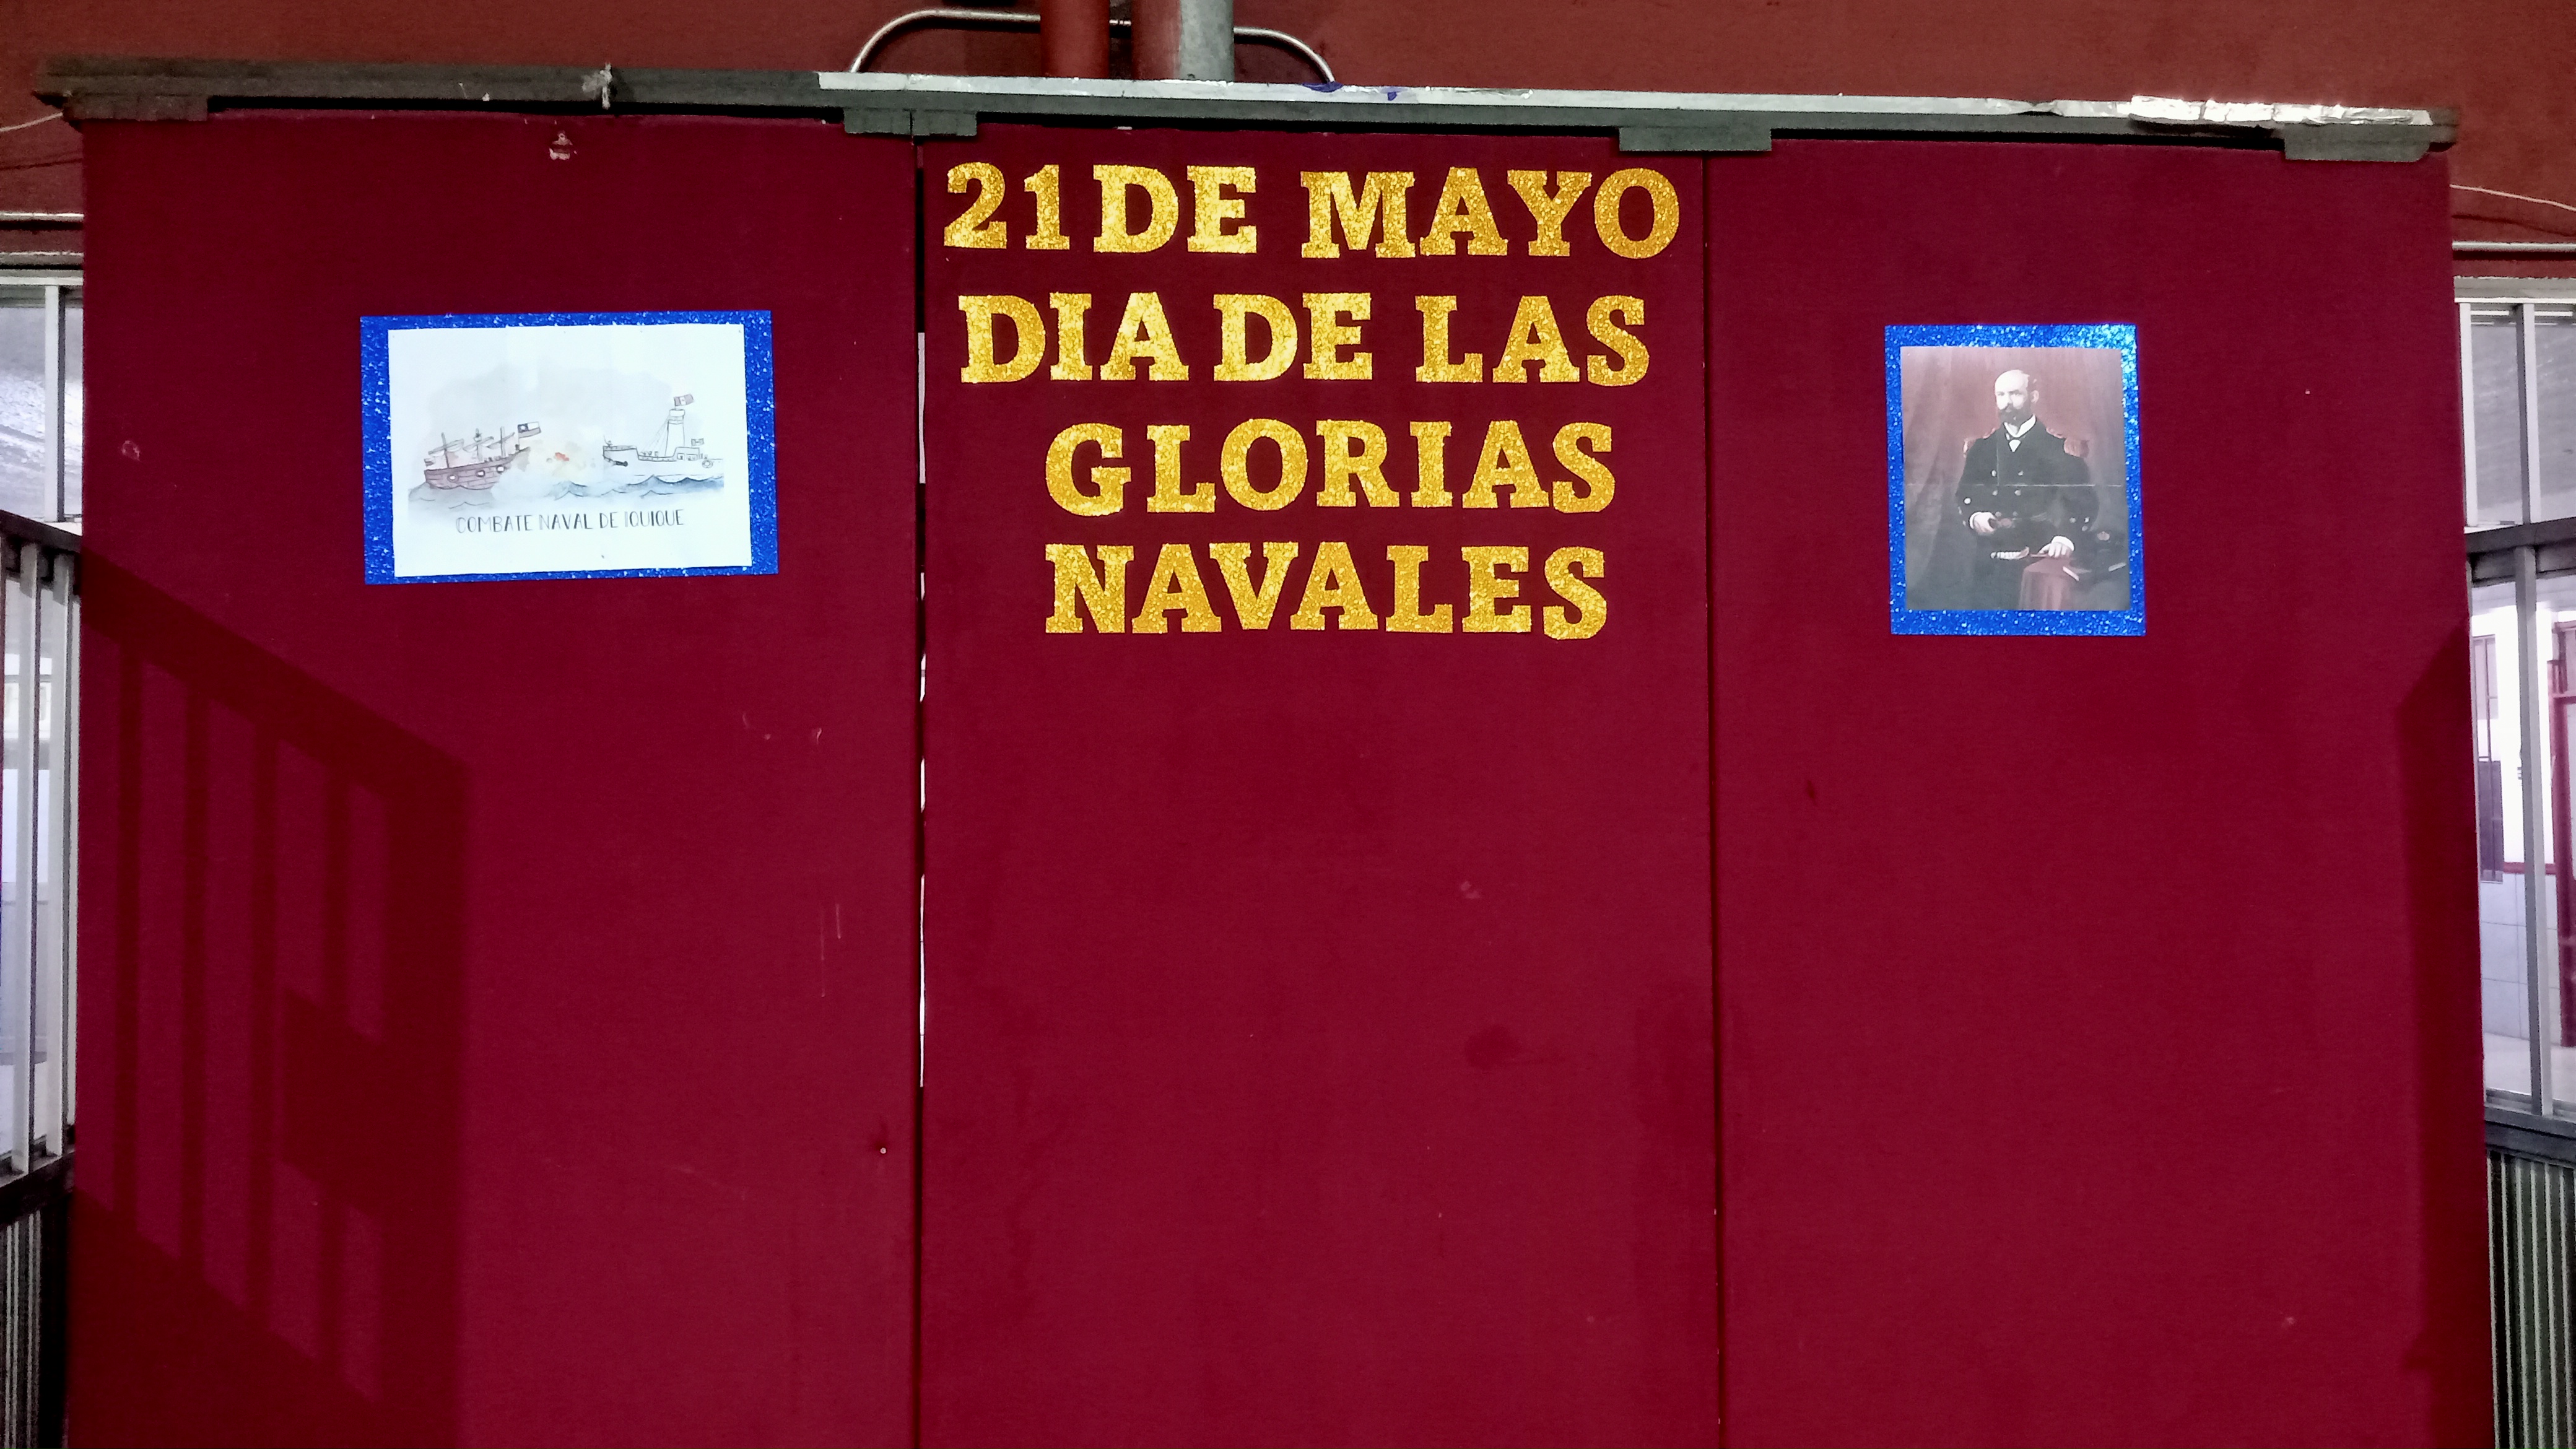 21 DE MAYO
DIA DE LAS
GLORIAS
NAVALES
COMBATE NAVAL DE IQUIQUE